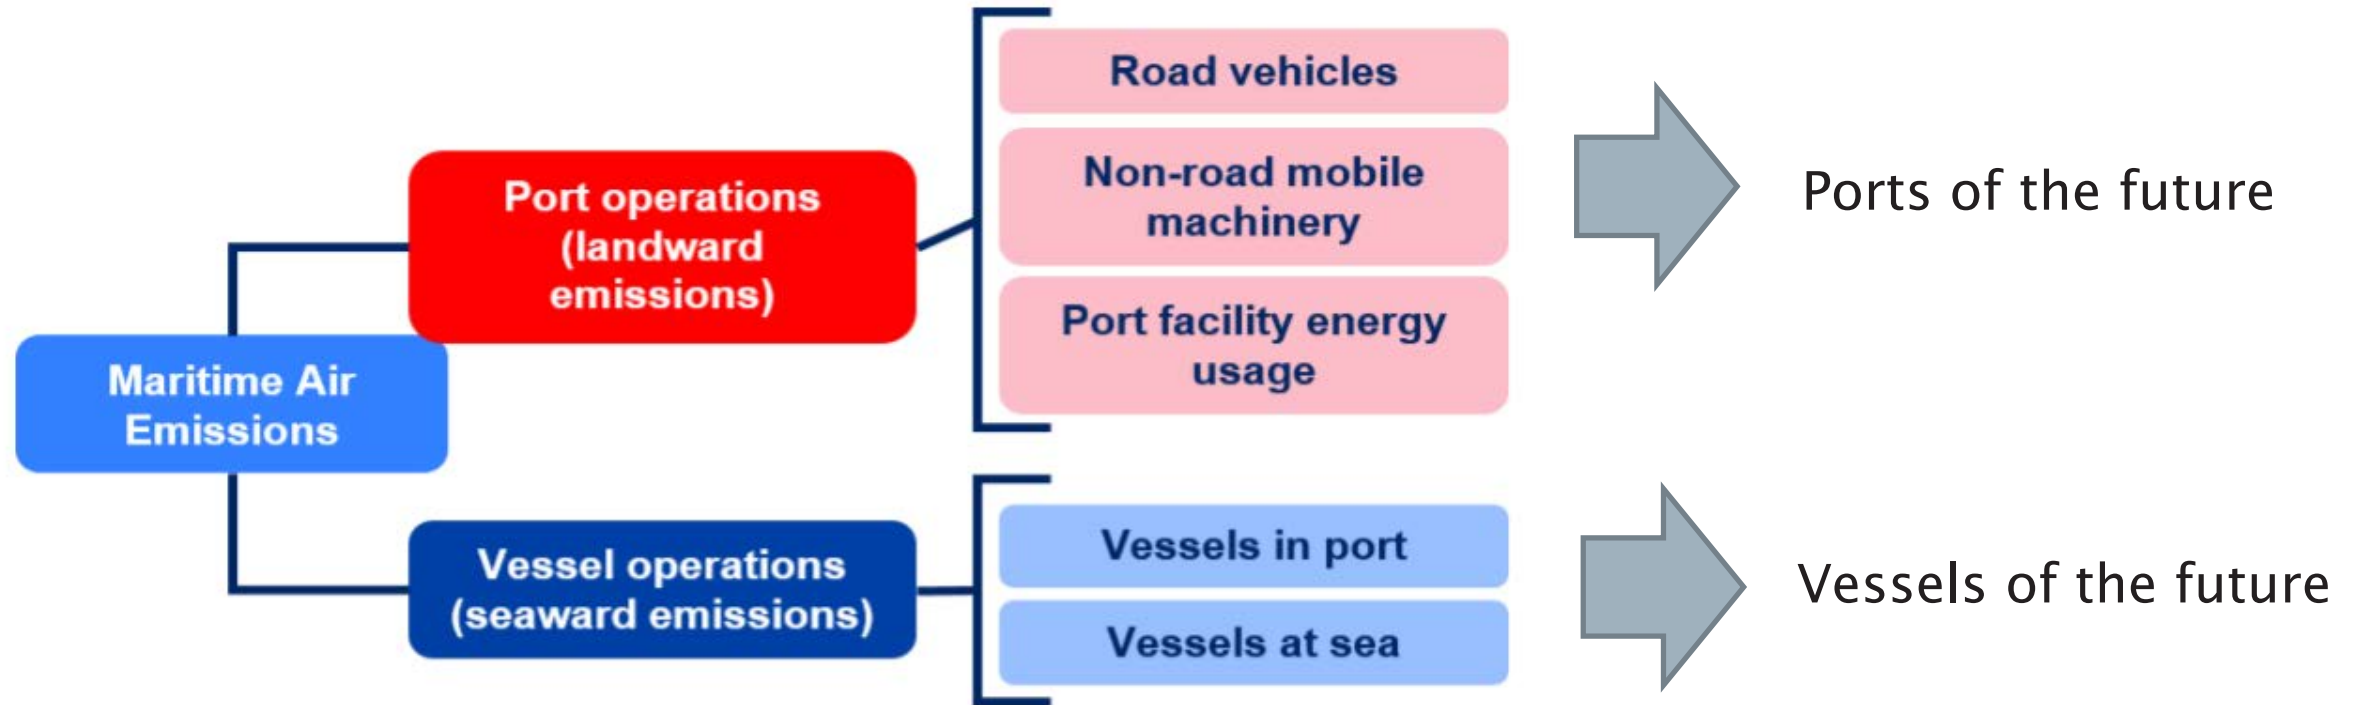 Maritime Air
Emissions
Port operations
(landward
emissions)
Road vehicles
Non-road mobile
machinery
Port facility energy
usage
Ports of the future
Vessel operations
(seaward emissions)
Vessels in port
Vessels at sea
Vessels of the future